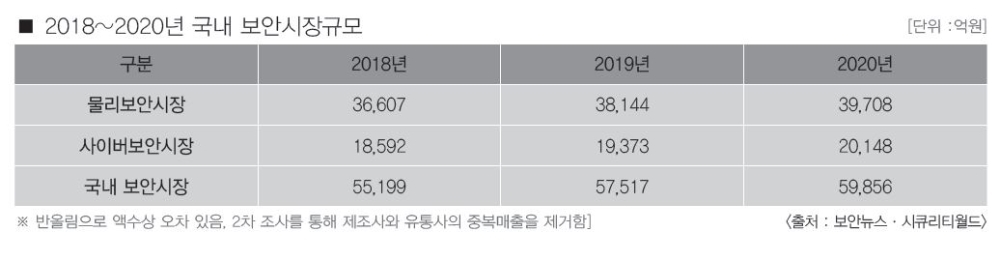 ■ 2018~2020년 국내 보안시장규모 [단위 :억원]
구분 2018년 2019년 2020년
물리보안시장 36,607 38,144 39,708
사이버보안시장 18,592 19,373 20,148
국내 보안시장 55,199 57,517 59,856
※ 반올림으로 액수상 오차 있음, 2차 조사를 통해 제조사와 유통사의 중복매출을 제거함] <출처 : 보안뉴스 · 시큐리티월드>